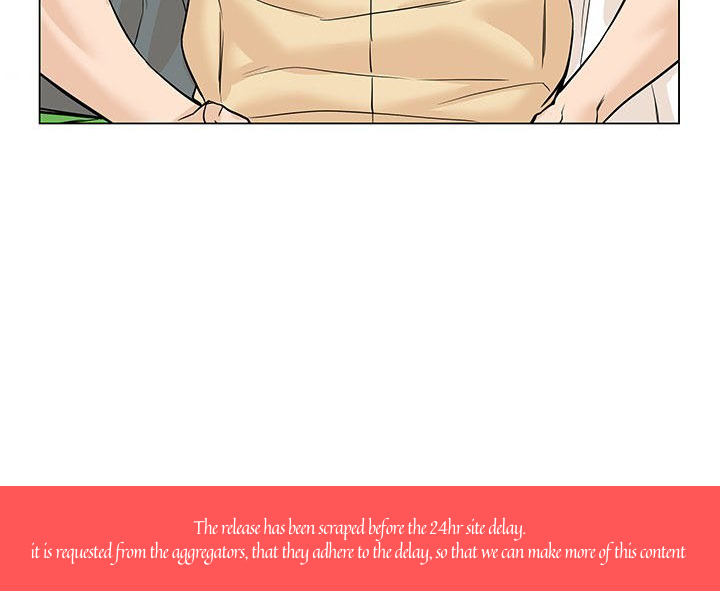 The release has been scraped before the 24hr site delay.
it is requested from the aggregators, that they adhere to the delay, so that we can make more of this content